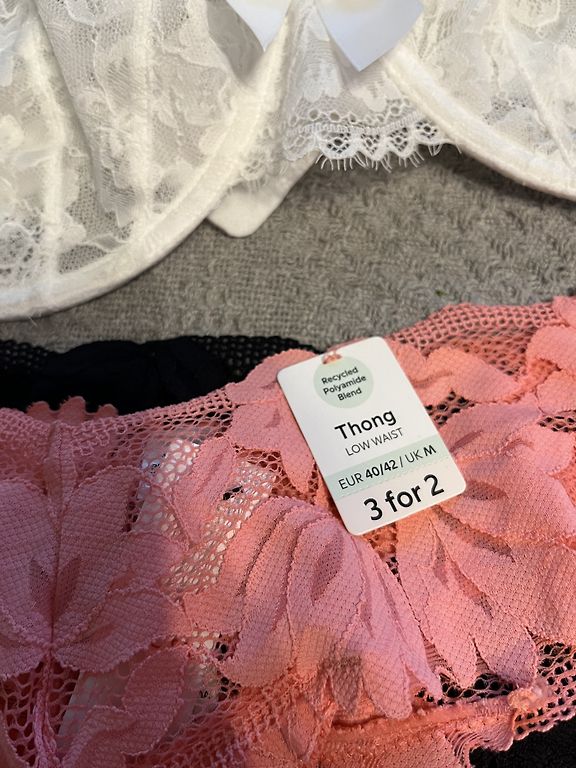 Recycled
Polyamide
Blend
Thong
LOW WAIST
EUR 40/42 / UK M
3 for 2